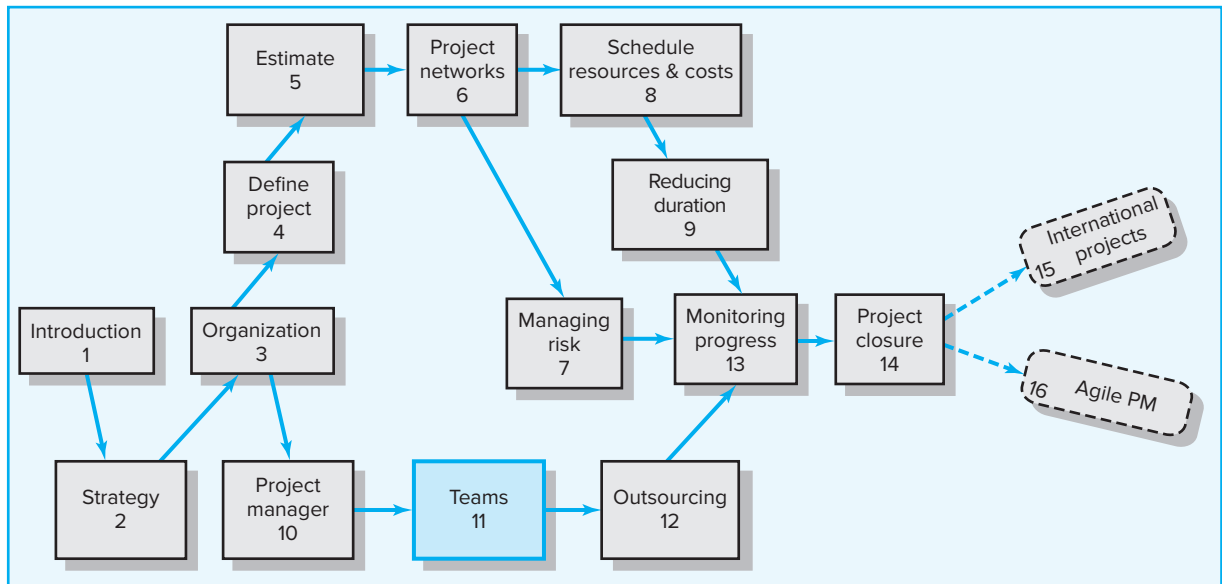 Estimate
5
Project
networks
6
Schedule
resources & costs
8
Define
project
4
Reducing
duration
9
International
projects
15
Introduction
1
Organization
3
Managing
risk
7
Monitoring
progress
13
Project
closure
14
16
Agile PM
Strategy
2
Project
manager
10
Teams
11
Outsourcing
12